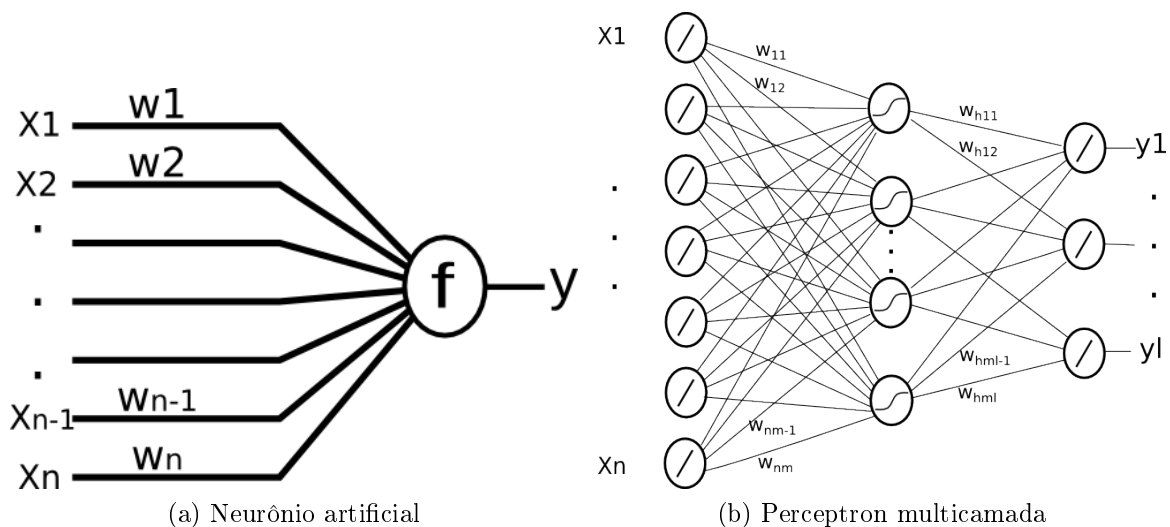 X1
w1
X2
w2
.
.
.
Xn-1
wn-1
Xn
wn
f
y
(a) Neurônio artificial
X1
w11
w12
.
.
.
wh11
wh12
y1
.
.
.
.
.
.
whml-1
yl
whml
wnm-1
Xn
wnm
(b) Perceptron multicamada